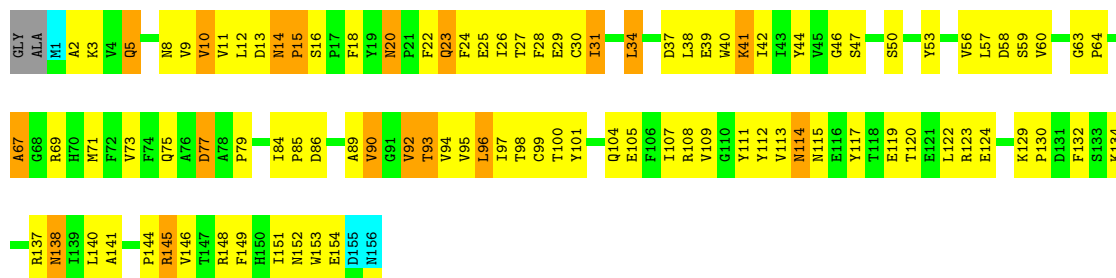 GLY ALA M1 A2 K3 V4 Q5 N8 V9 V10 V11 L12 D13 N14 P15 S16 P17 F18 Y19 N20 P21 F22 Q23 F24 E25 I26 T27 F28 E29 C30 I31 L34 D37 L38 E39 W40 K41 I42 I43 Y44 V45 G46 S47 S50 Y53 V56 L57 D58 S59 V60 G63 P64
A67 G68 R69 H70 M71 F72 V73 F74 Q75 A76 D77 A78 P79 I84 P85 D86 A89 V90 G91 V92 T93 V94 V95 L96 I97 T98 C99 T100 Y101 Q104 E105 F106 I107 R108 V109 G110 Y111 Y112 V113 N114 N115 E116 Y117 T118 E119 T120 E121 L122 R123 E124 K129 P130 D131 F132 S133 K134
R137 N138 I139 L140 A141 P144 R145 V146 T147 R148 F149 H150 I151 N152 W153 E154 D155 N156